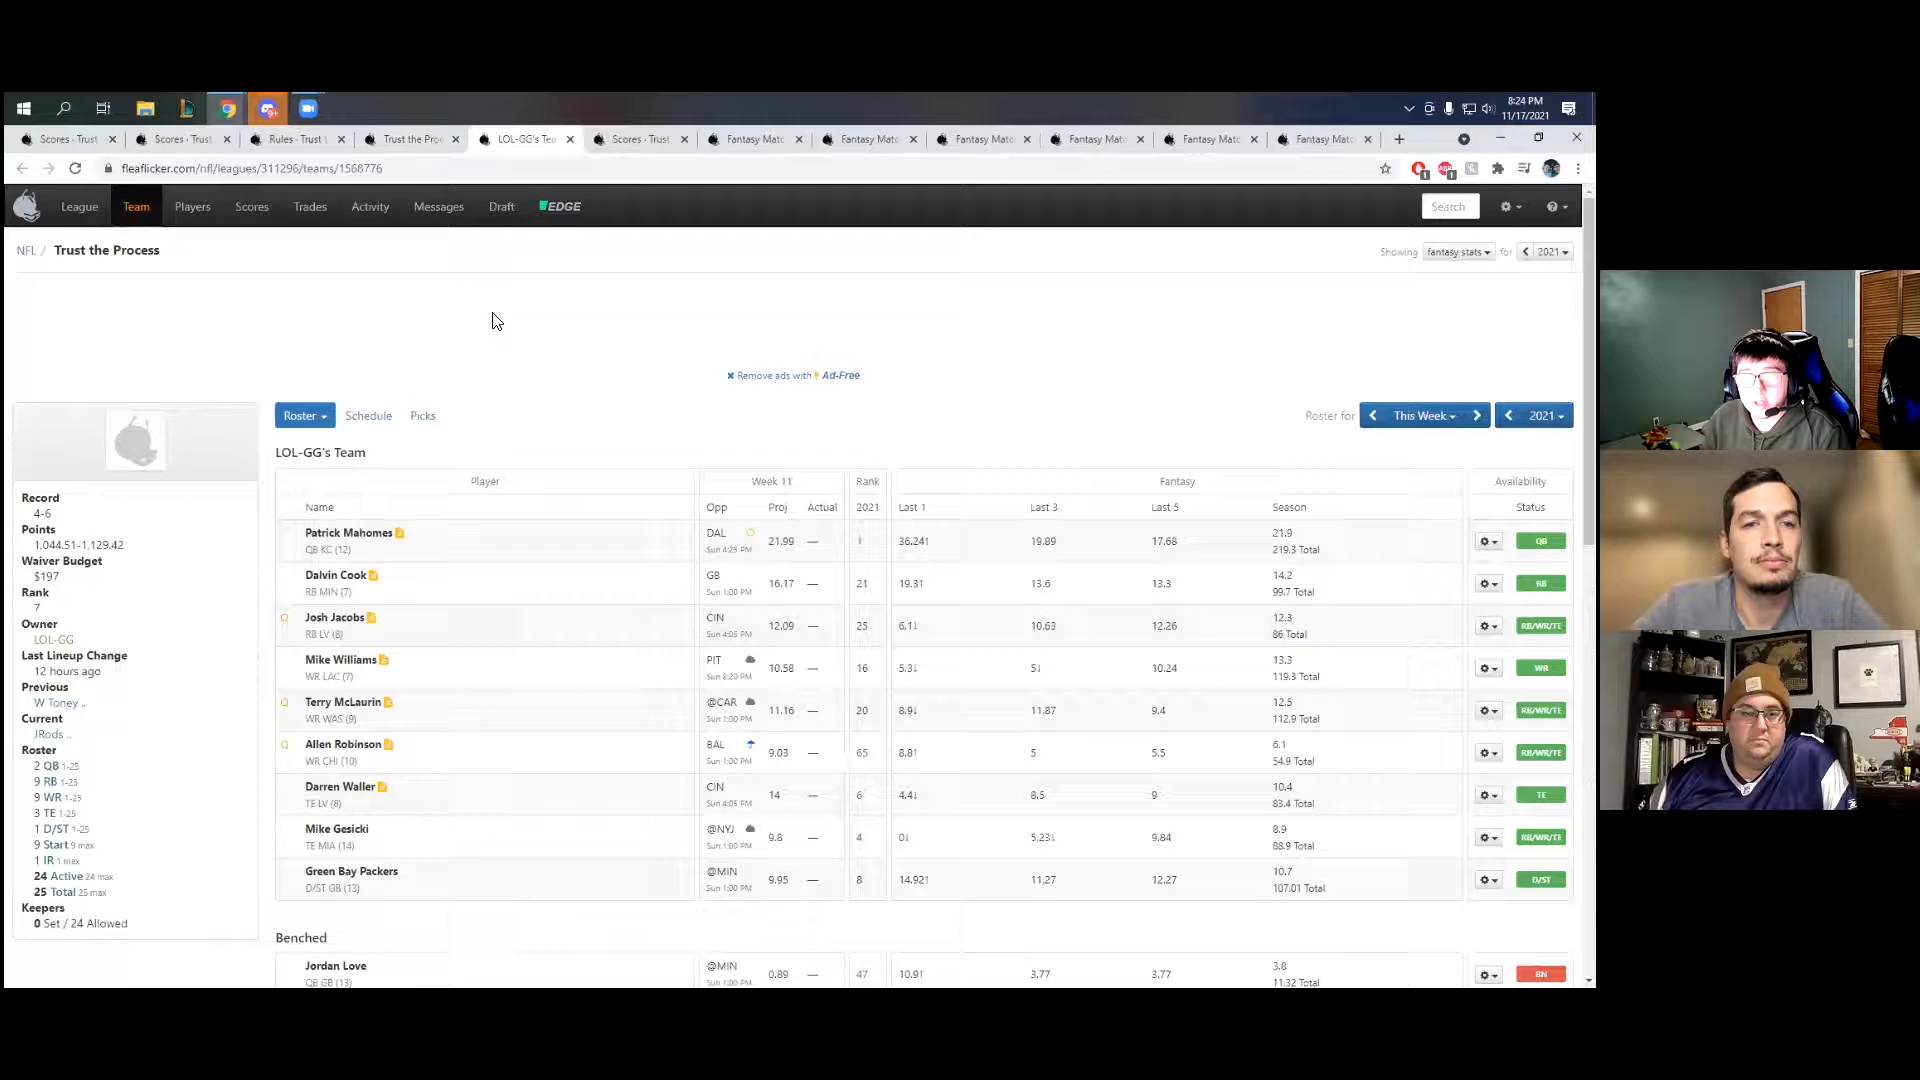 8:24 PM
11/17/2021
Scores - Trust
Scores - Trust
Rules - Trust
Trust the Pro
LOL-GG's Tea
Scores - Trust
Fantasy Matc
Fantasy Matc
Fantasy Matc
Fantasy Matc
Fantasy Matc
Fantasy Matc
fleaflicker.com/nfl/leagues/311296/teams/1568776
League Team Players Scores Trades Activity Messages Draft EDGE Search
NFL / Trust the Process
Showing fantasy stats for 2021
Remove ads with Ad-Free
Roster Schedule Picks
Roster for This Week 2021
Record
4-6
Points
1,044.51-1,129.42
Waiver Budget
$197
Rank
7
Owner
LOL-GG
Last Lineup Change
12 hours ago
Previous
W Toney ..
Current
JRods ..
Roster
2 QB 1-25
9 RB 1-25
9 WR 1-25
3 TE 1-25
1 D/ST 1-25
9 Start 9 max
1 IR 1 max
24 Active 24 max
25 Total 25 max
Keepers
0 Set / 24 Allowed
LOL-GG's Team
Player Week 11 Rank Fantasy Availability
Name Opp Proj Actual 2021 Last 1 Last 3 Last 5 Season Status
Patrick Mahomes DAL 21.99 — 36.24↑ 19.89 17.68 21.9 QB
QB KC (12) Sun 4:25 PM 219.3 Total
Dalvin Cook GB 16.17 — 21 19.3↑ 13.6 13.3 14.2 RB
RB MIN (7) Sun 1:00 PM 99.7 Total
Q Josh Jacobs CIN 12.09 — 25 6.1↓ 10.63 12.26 12.3 RB/WR/TE
RB LV (8) Sun 4:05 PM 86 Total
Mike Williams PIT 10.58 — 16 5.3↓ 5↓ 10.24 13.3 WR
WR LAC (7) Sun 8:20 PM 119.3 Total
Q Terry McLaurin @CAR 11.16 — 20 8.9↓ 11.87 9.4 12.5 RB/WR/TE
WR WAS (9) Sun 1:00 PM 112.9 Total
Q Allen Robinson BAL 9.03 — 65 8.8↑ 5 5.5 6.1 RB/WR/TE
WR CHI (10) Sun 1:00 PM 54.9 Total
Darren Waller CIN 14 — 6 4.4↓ 8.5 9 10.4 TE
TE LV (8) Sun 4:05 PM 83.4 Total
Mike Gesicki @NYJ 9.8 — 4 0↓ 5.23↓ 9.84 8.9 RB/WR/TE
TE MIA (14) Sun 1:00 PM 88.9 Total
Green Bay Packers @MIN 9.95 — 8 14.92↑ 11.27 12.27 10.7 D/ST
D/ST GB (13) Sun 1:00 PM 107.01 Total
Benched
Jordan Love @MIN 0.89 — 47 10.9↑ 3.77 3.77 3.8 BN
QB GB (13) Sun 1:00 PM 11.32 Total